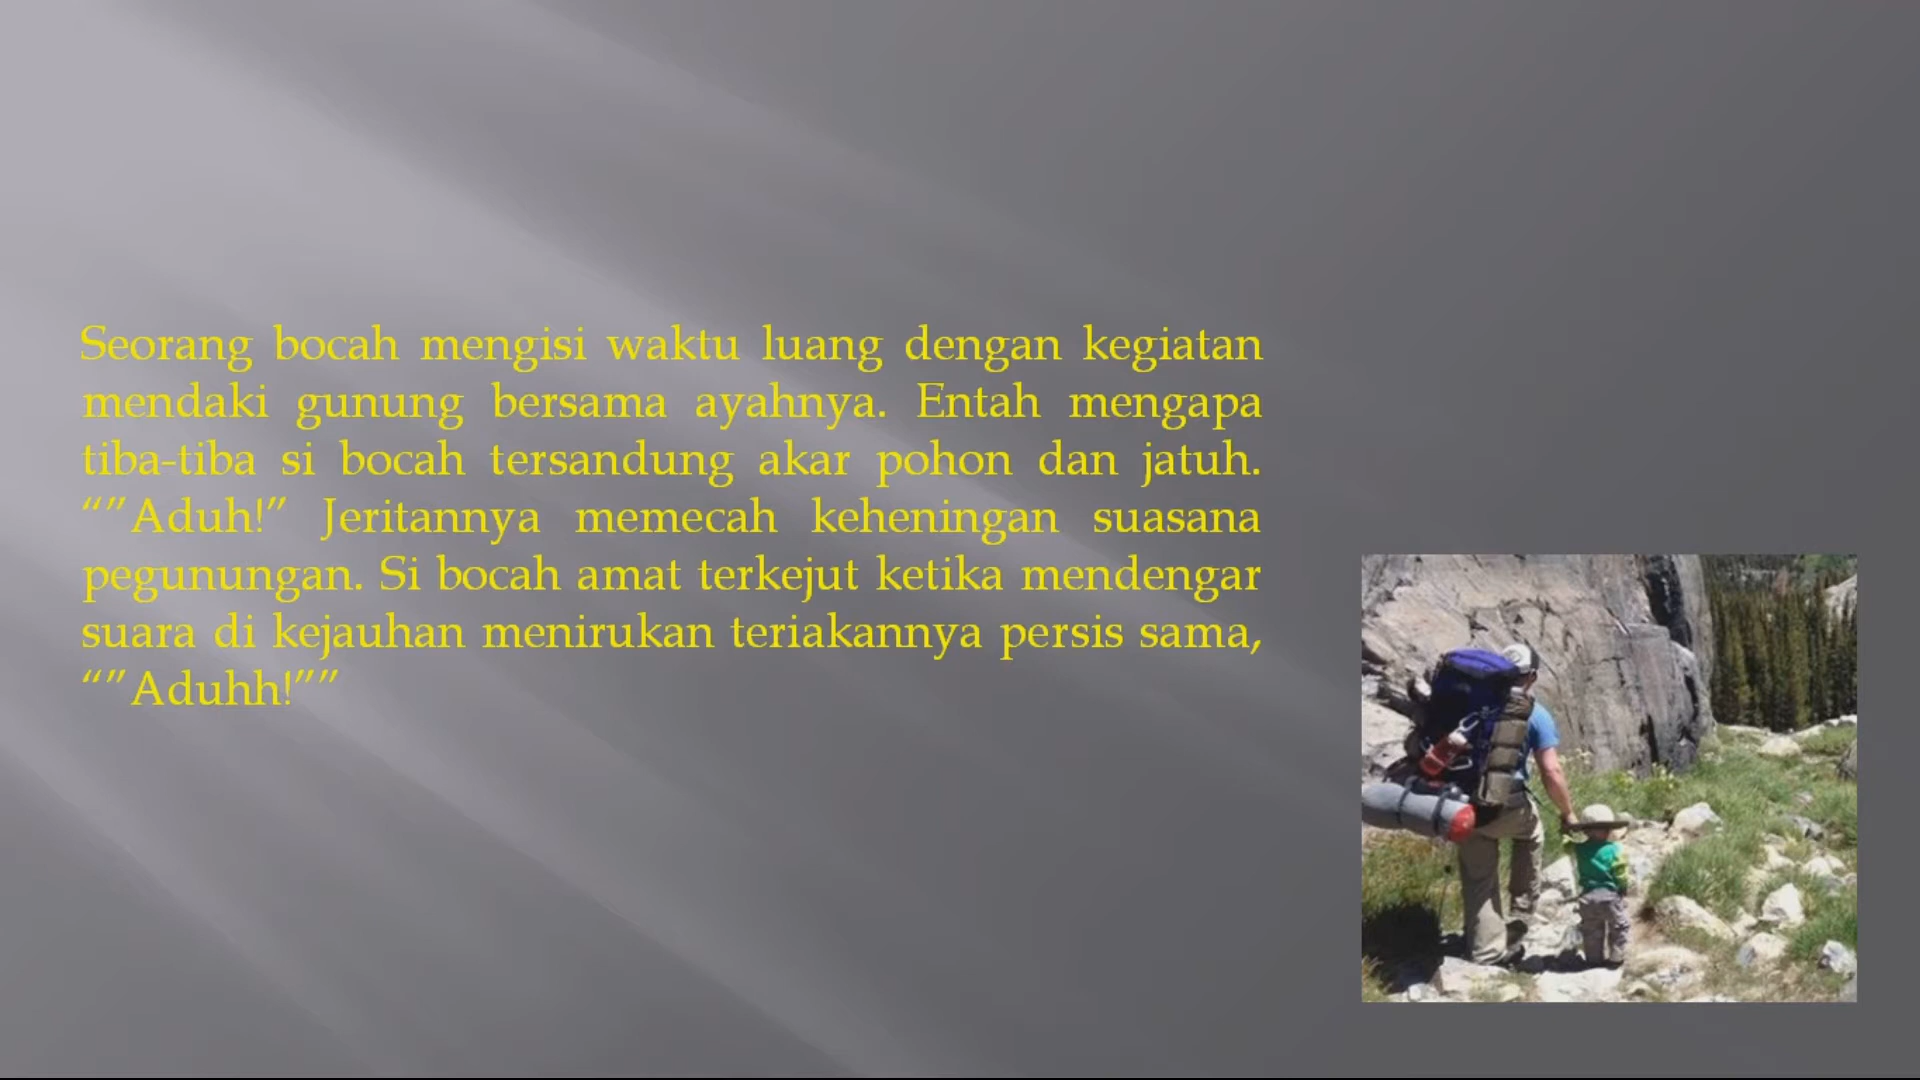 Seorang bocah mengisi waktu luang dengan kegiatan
mendaki gunung bersama ayahnya. Entah mengapa
tiba-tiba si bocah tersandung akar pohon dan jatuh.
“”Aduh!” Jeritannya memecah keheningan suasana
pegunungan. Si bocah amat terkejut ketika mendengar
suara di kejauhan menirukan teriakannya persis sama,
“”Aduhh!””